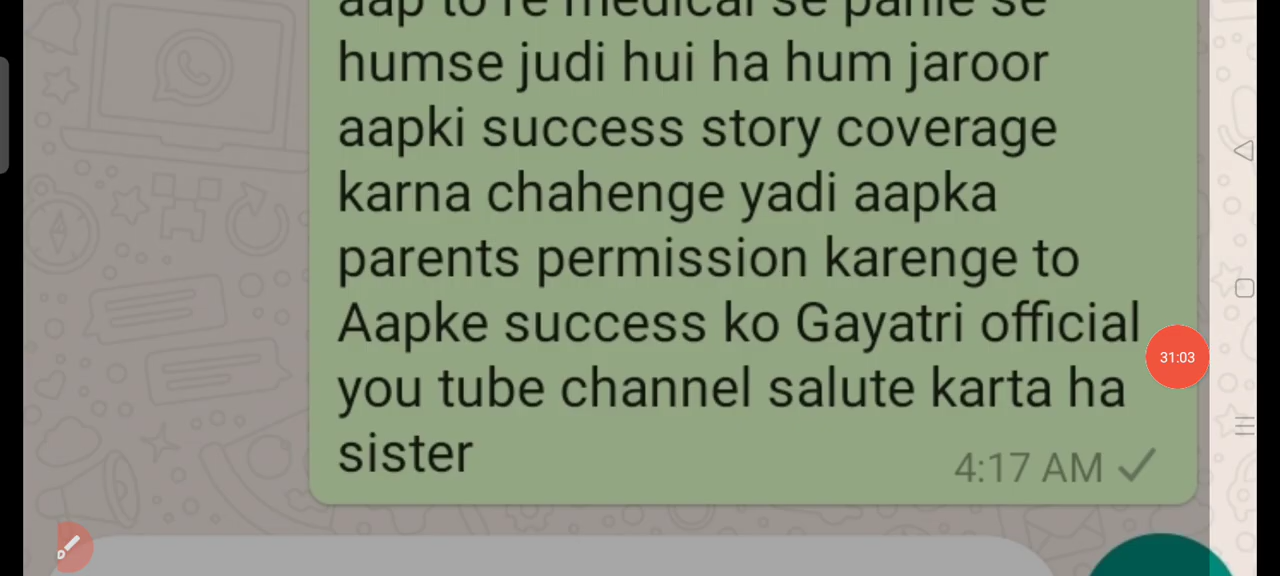 aap to re medical se pahle se
humse judi hui ha hum jaroor
aapki success story coverage
karna chahenge yadi aapka
parents permission karenge to
Aapke success ko Gayatri official
you tube channel salute karta ha
sister
4:17 AM
31:03